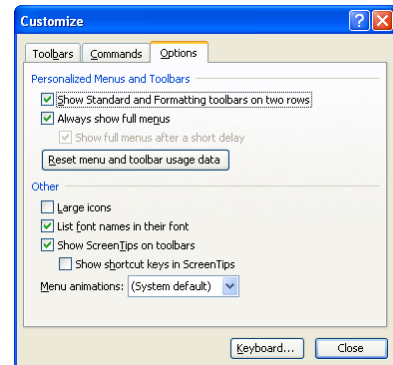 Customize
Toolbars Commands Options
Personalized Menus and Toolbars
Show Standard and Formatting toolbars on two rows
Always show full menus
Show full menus after a short delay
Reset menu and toolbar usage data
Other
Large icons
List font names in their font
Show ScreenTips on toolbars
Show shortcut keys in ScreenTips
Menu animations: (System default)
Keyboard... Close